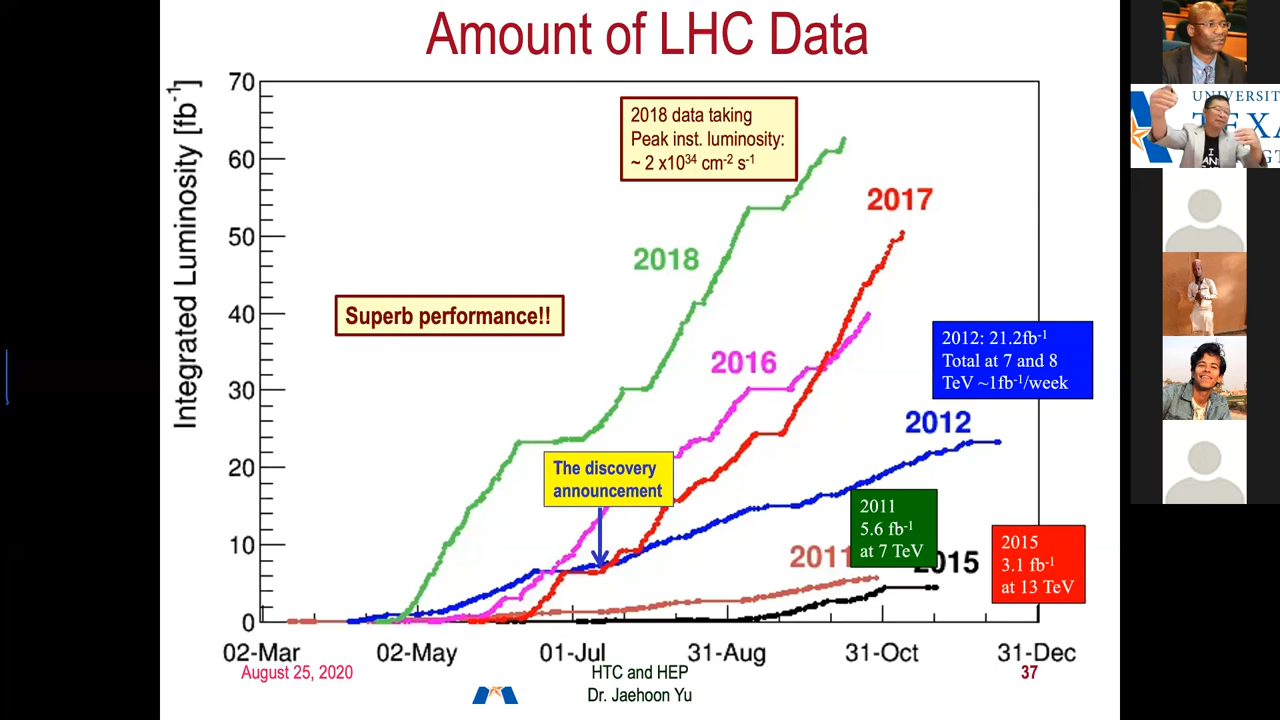 Amount of LHC Data
Integrated Luminosity [fb⁻¹]
70
60
50
40
30
20
10
0
02-Mar
02-May
01-Jul
31-Aug
31-Oct
31-Dec
2018 data taking
Peak inst. luminosity:
~ 2 x10³⁴ cm⁻² s⁻¹
2017
2018
Superb performance!!
2016
2012: 21.2fb⁻¹
Total at 7 and 8
TeV ~1fb⁻¹/week
2012
The discovery
announcement
2011
5.6 fb⁻¹
at 7 TeV
2011
2015
2015
3.1 fb⁻¹
at 13 TeV
August 25, 2020
HTC and HEP
Dr. Jaehoon Yu
37
UNIVERSIT
TEXA
I